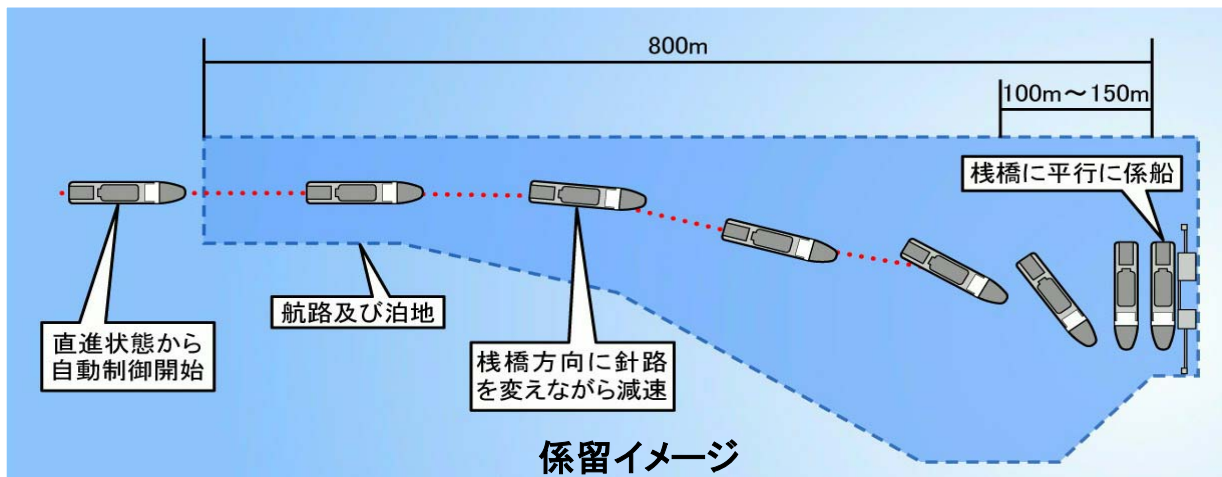 800m
100m～150m
桟橋に平行に係船
直進状態から
自動制御開始
航路及び泊地
桟橋方向に針路
を変えながら減速
係留イメージ